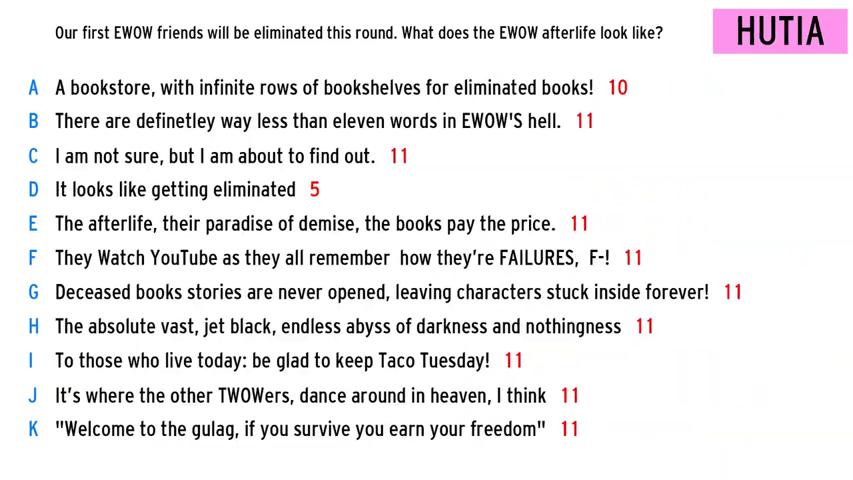 Our first EWOW friends will be eliminated this round. What does the EWOW afterlife look like?
HUTIA
A A bookstore, with infinite rows of bookshelves for eliminated books! 10
B There are definetley way less than eleven words in EWOW'S hell. 11
C I am not sure, but I am about to find out. 11
D It looks like getting eliminated 5
E The afterlife, their paradise of demise, the books pay the price. 11
F They Watch YouTube as they all remember  how they're FAILURES,  F-! 11
G Deceased books stories are never opened, leaving characters stuck inside forever! 11
H The absolute vast, jet black, endless abyss of darkness and nothingness 11
I To those who live today: be glad to keep Taco Tuesday! 11
J It's where the other TWOWers, dance around in heaven, I think 11
K "Welcome to the gulag, if you survive you earn your freedom" 11